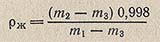 ρж = (m₂ − m₃) 0,998 / m₁ − m₃